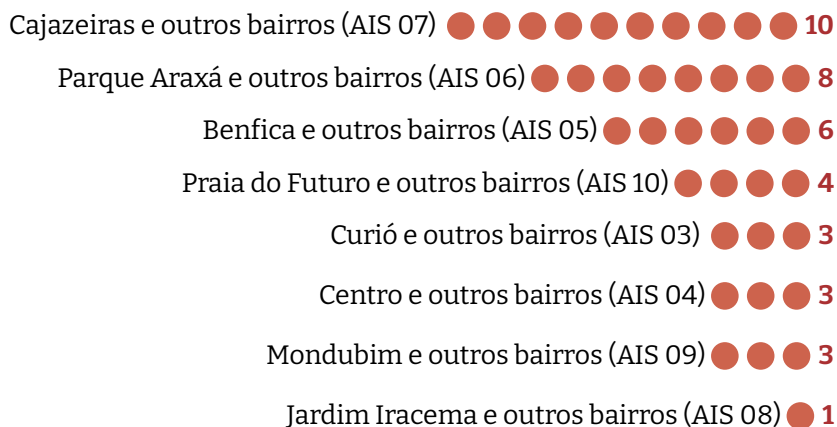 Cajazeiras e outros bairros (AIS 07) 10
Parque Araxá e outros bairros (AIS 06) 8
Benfica e outros bairros (AIS 05) 6
Praia do Futuro e outros bairros (AIS 10) 4
Curió e outros bairros (AIS 03) 3
Centro e outros bairros (AIS 04) 3
Mondubim e outros bairros (AIS 09) 3
Jardim Iracema e outros bairros (AIS 08) 1